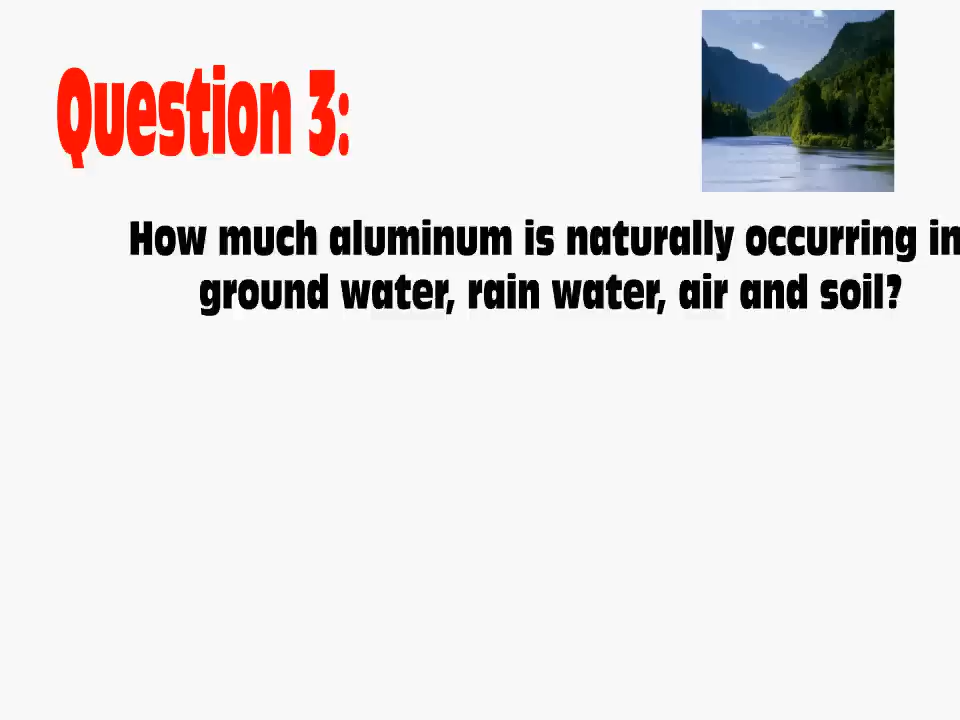 Question 3:
How much aluminum is naturally occurring in
ground water, rain water, air and soil?